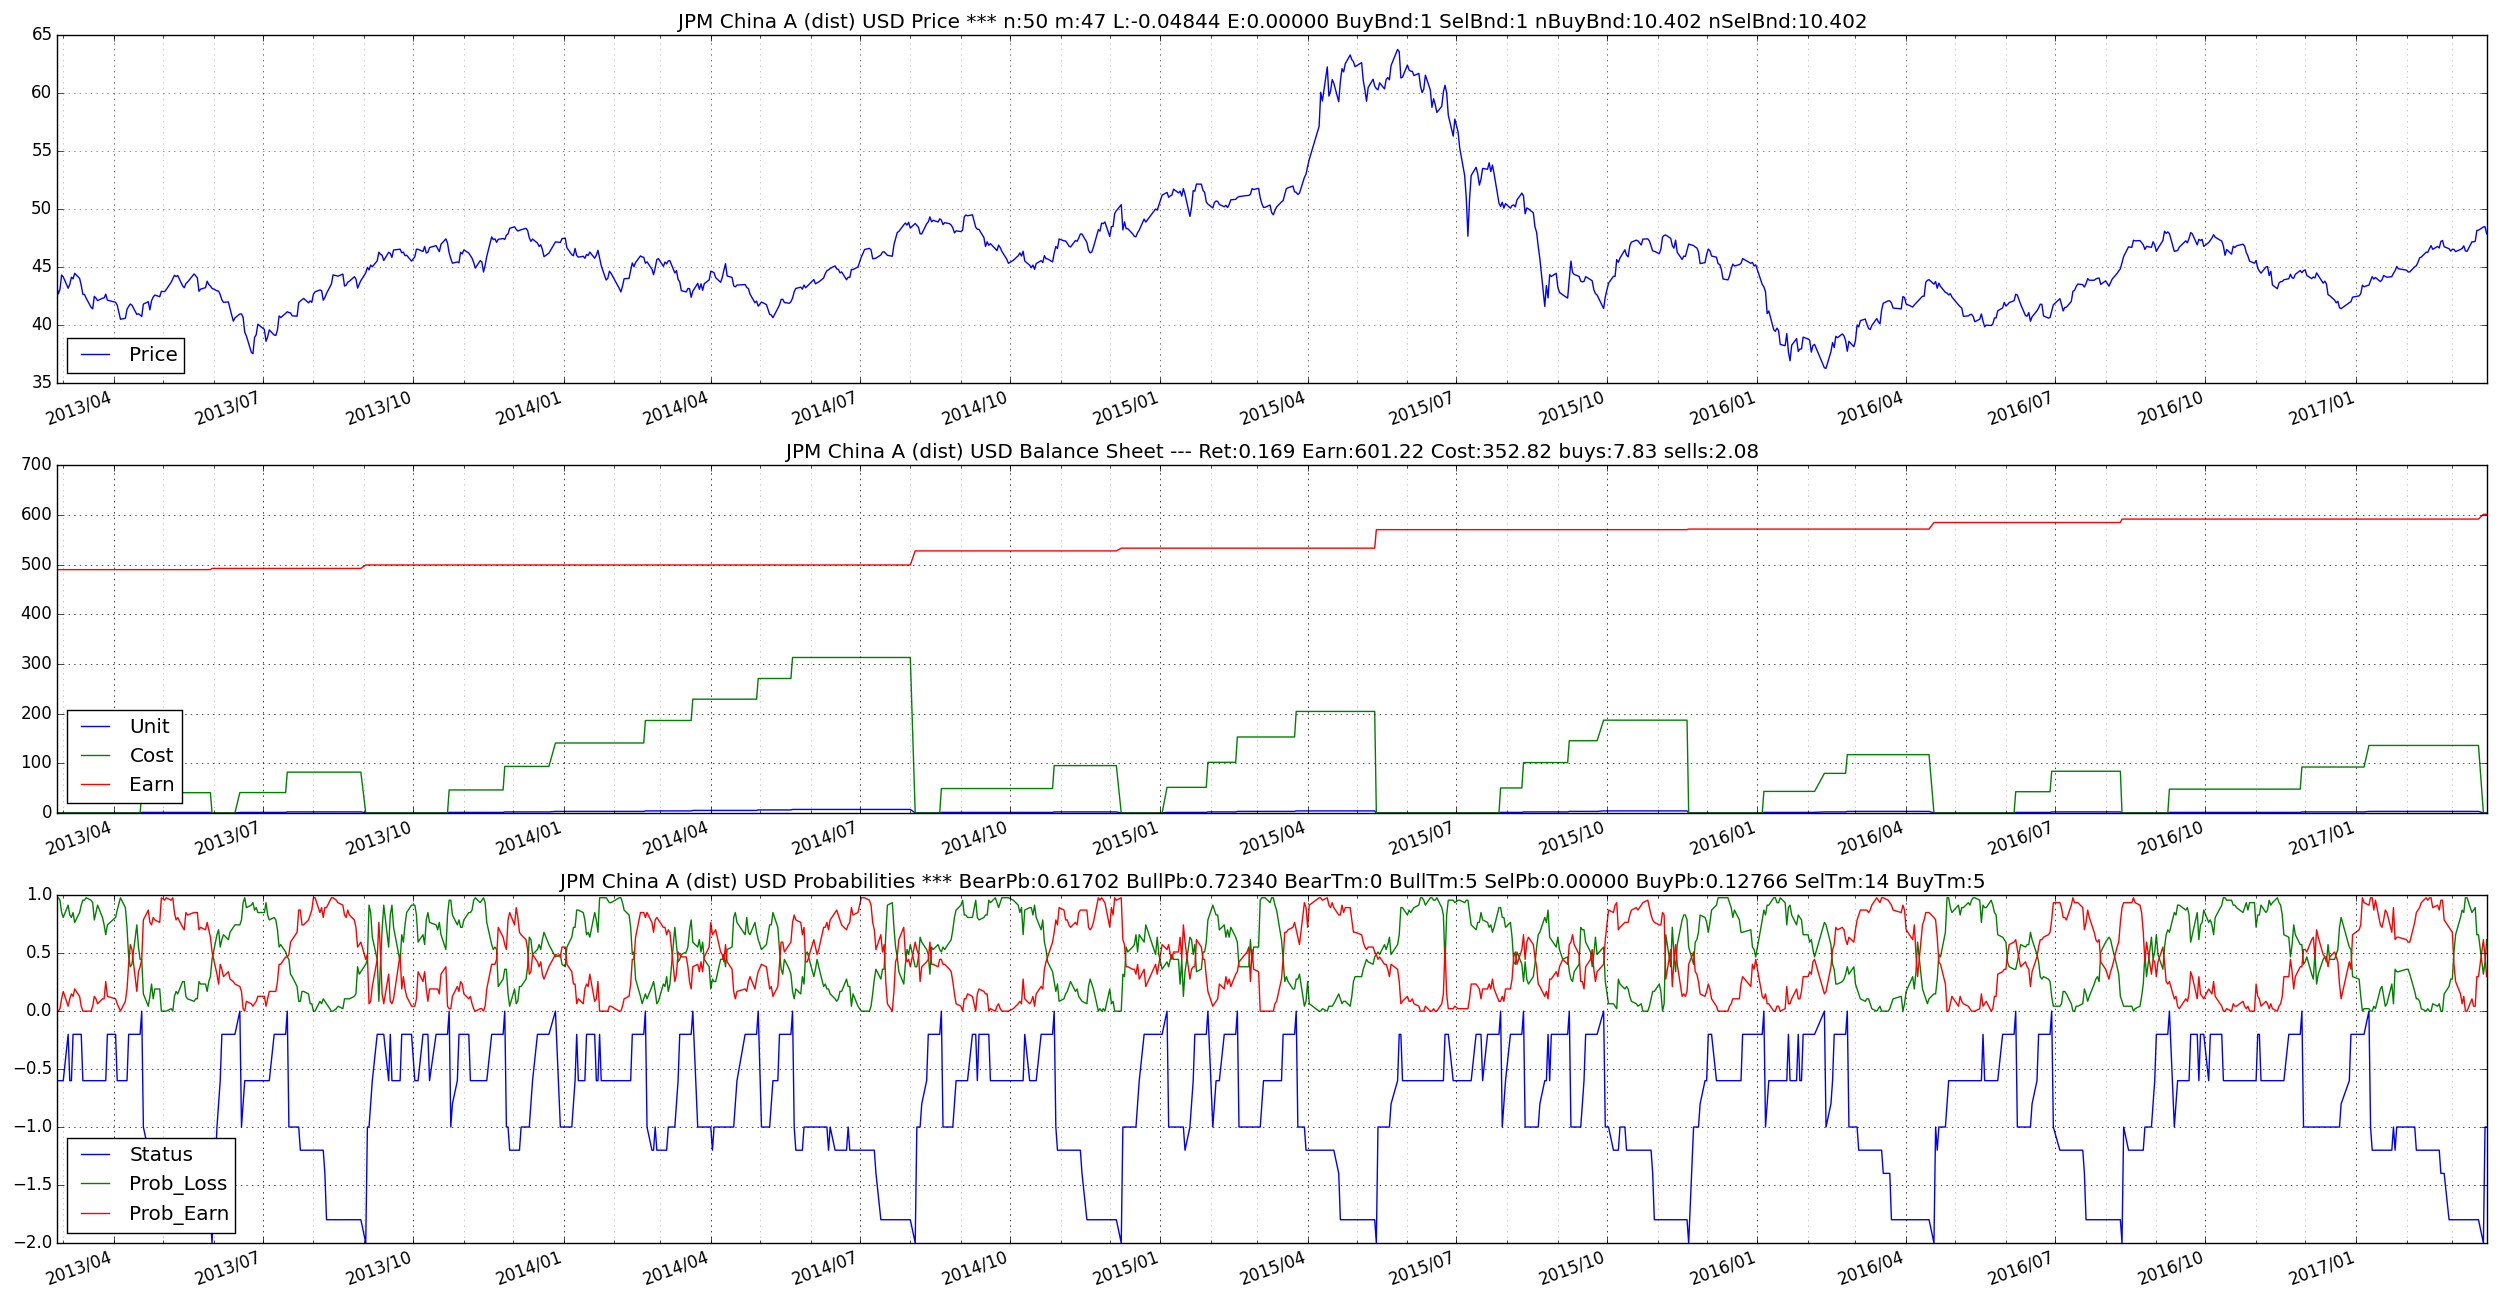 JPM China A (dist) USD Price *** n:50 m:47 L:-0.04844 E:0.00000 BuyBnd:1 SelBnd:1 nBuyBnd:10.402 nSelBnd:10.402
65
60
55
50
45
40
35
Price
2013/04 2013/07 2013/10 2014/01 2014/04 2014/07 2014/10 2015/01 2015/04 2015/07 2015/10 2016/01 2016/04 2016/07 2016/10 2017/01
JPM China A (dist) USD Balance Sheet --- Ret:0.169 Earn:601.22 Cost:352.82 buys:7.83 sells:2.08
700
600
500
400
300
200
100
0
Unit
Cost
Earn
2013/04 2013/07 2013/10 2014/01 2014/04 2014/07 2014/10 2015/01 2015/04 2015/07 2015/10 2016/01 2016/04 2016/07 2016/10 2017/01
JPM China A (dist) USD Probabilities *** BearPb:0.61702 BullPb:0.72340 BearTm:0 BullTm:5 SelPb:0.00000 BuyPb:0.12766 SelTm:14 BuyTm:5
1.0
0.5
0.0
−0.5
−1.0
−1.5
−2.0
Status
Prob_Loss
Prob_Earn
2013/04 2013/07 2013/10 2014/01 2014/04 2014/07 2014/10 2015/01 2015/04 2015/07 2015/10 2016/01 2016/04 2016/07 2016/10 2017/01